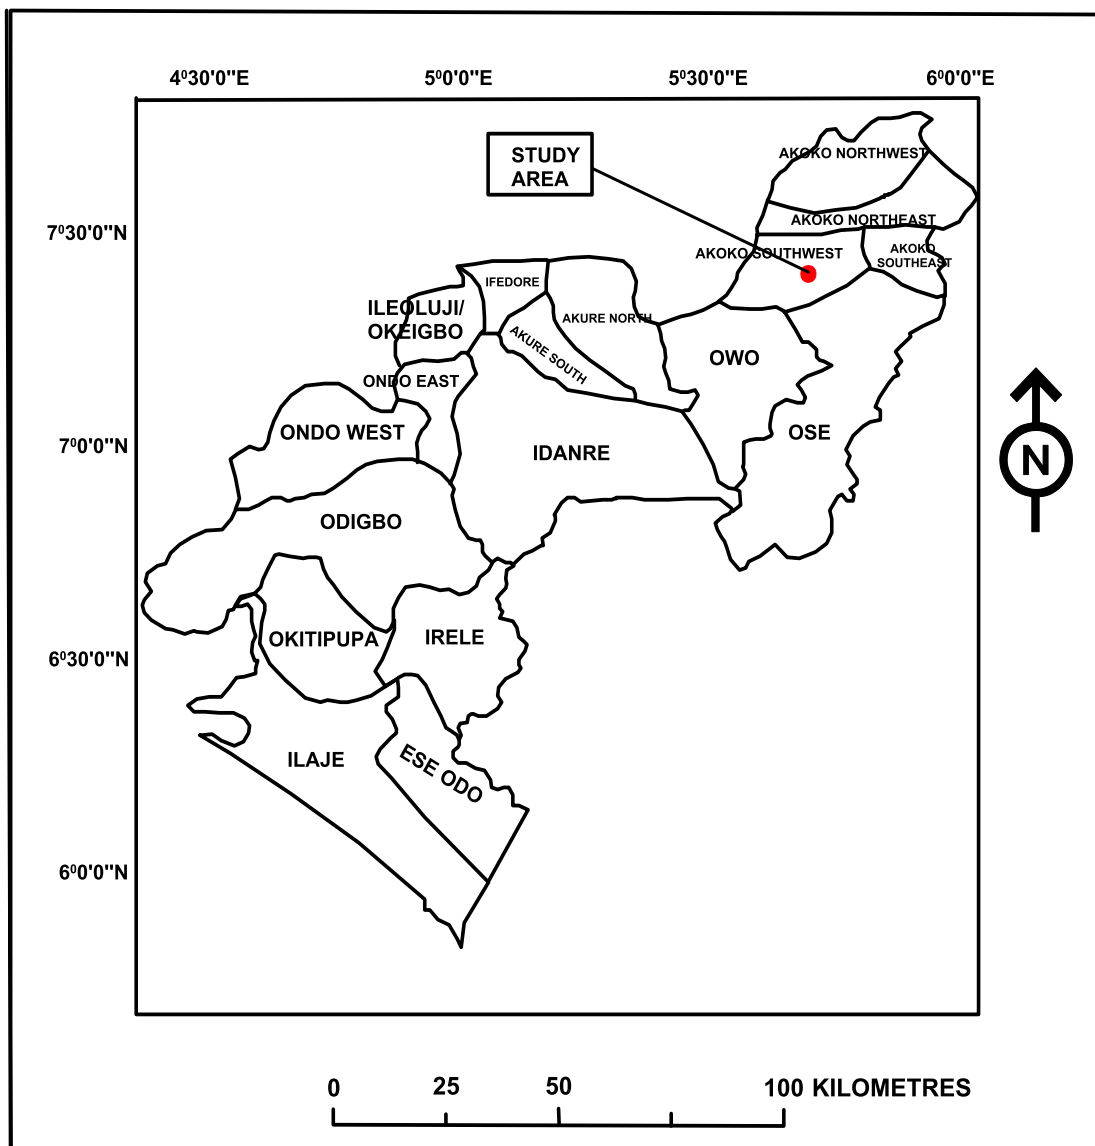 4⁰30'0"E 5⁰0'0"E 5⁰30'0"E 6⁰0'0"E
STUDY
AREA
AKOKO NORTHWEST
AKOKO NORTHEAST
7⁰30'0"N
AKOKO SOUTHWEST
AKOKO
SOUTHEAST
IFEDORE
ILEOLUJI/
OKEIGBO
AKURE NORTH
AKURE SOUTH
OWO
ONDO EAST
ONDO WEST
OSE
7⁰0'0"N
IDANRE
N
ODIGBO
OKITIPUPA
IRELE
6⁰30'0"N
ILAJE
ESE ODO
6⁰0'0"N
0 25 50 100 KILOMETRES